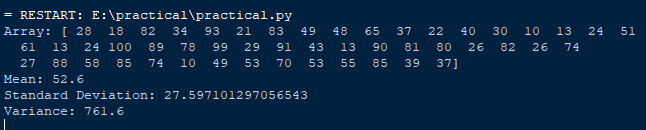 = RESTART: E:\practical\practical.py
Array: [ 28  18  82  34  93  21  83  49  48  65  37  22  40  30  10  13  24  51
  61  13  24 100  89  78  99  29  91  43  13  90  81  80  26  82  26  74
  27  88  58  85  74  10  49  53  70  53  55  85  39  37]
Mean: 52.6
Standard Deviation: 27.597101297056543
Variance: 761.6